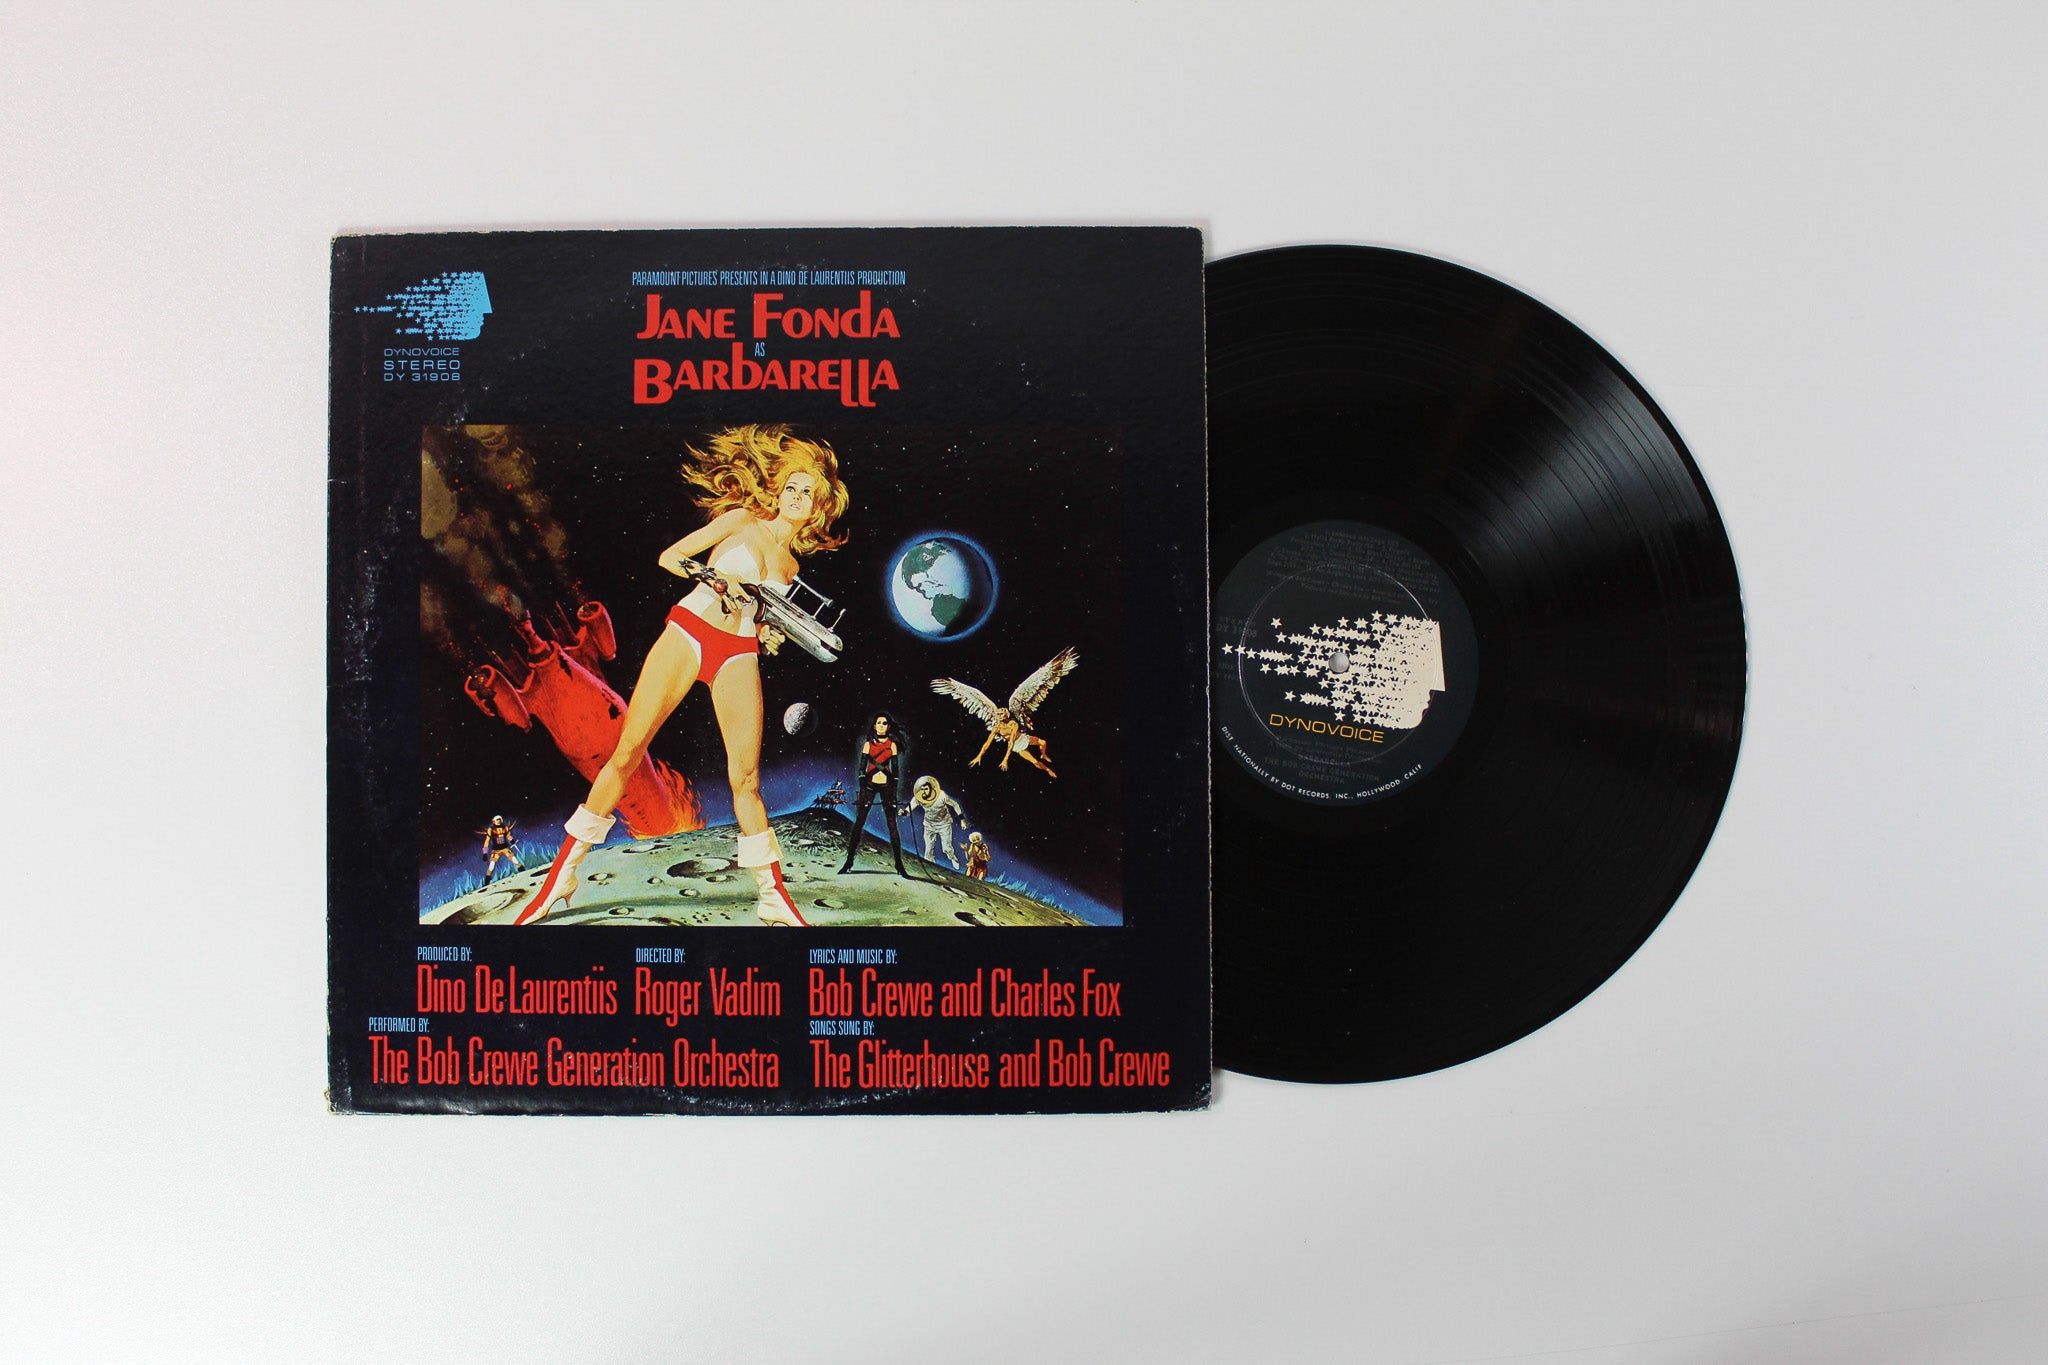 PARAMOUNT PICTURES PRESENTS IN A DINO DE LAURENTIIS PRODUCTION
JANE FONDA
AS
BARBARELLA
DYNOVOICE
STEREO
DY 31908
PRODUCED BY:
Dino De Laurentiis
DIRECTED BY:
Roger Vadim
LYRICS AND MUSIC BY:
Bob Crewe and Charles Fox
PERFORMED BY:
The Bob Crewe Generation Orchestra
SONGS SUNG BY:
The Glitterhouse and Bob Crewe
DYNOVOICE
BARBARELLA
THE BOB CREWE GENERATION
ORCHESTRA
DIST. NATIONALLY BY DOT RECORDS, INC., HOLLYWOOD, CALIF.